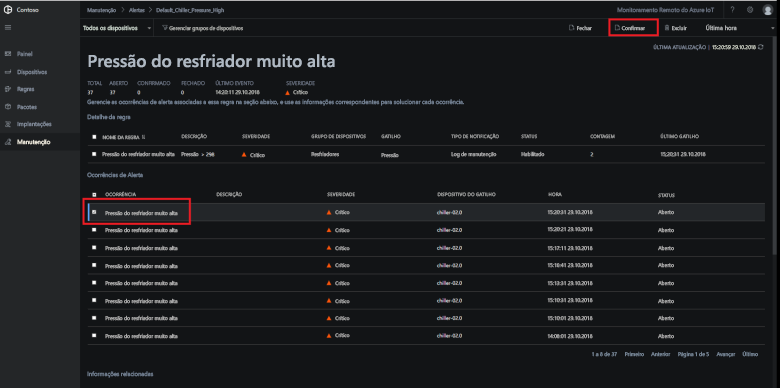 Contoso
Manutenção > Alertas > Default_Chiller_Pressure_High
Monitoramento Remoto do Azure IoT
Todos os dispositivos
Gerenciar grupos de dispositivos
Fechar
Confirmar
Excluir
Última hora
Painel
Dispositivos
Regras
Pacotes
Implantações
Manutenção
ÚLTIMA ATUALIZAÇÃO | 15:20:59 29.10.2018
Pressão do resfriador muito alta
TOTAL ABERTO CONFIRMADO FECHADO ÚLTIMO EVENTO SEVERIDADE
37 37 0 0 14:20:11 29.10.2018 Crítico
Gerencie as ocorrências de alerta associadas a essa regra na seção abaixo, e use as informações correspondentes para solucionar cada ocorrência.
Detalhe da regra
NOME DA REGRA DESCRIÇÃO SEVERIDADE GRUPO DE DISPOSITIVOS GATILHO TIPO DE NOTIFICAÇÃO STATUS CONTAGEM ÚLTIMO GATILHO
Pressão do resfriador muito alta Pressão > 298 Crítico Resfriadores Pressão Log de manutenção Habilitado 2 15:20:31 29.10.2018
Ocorrências de Alerta
OCORRÊNCIA DESCRIÇÃO SEVERIDADE DISPOSITIVO DO GATILHO HORA STATUS
Pressão do resfriador muito alta Crítico chiller-02.0 15:20:31 29.10.2018 Aberto
Pressão do resfriador muito alta Crítico chiller-02.0 15:20:21 29.10.2018 Aberto
Pressão do resfriador muito alta Crítico chiller-02.0 15:17:11 29.10.2018 Aberto
Pressão do resfriador muito alta Crítico chiller-02.0 15:16:41 29.10.2018 Aberto
Pressão do resfriador muito alta Crítico chiller-02.0 15:13:31 29.10.2018 Aberto
Pressão do resfriador muito alta Crítico chiller-02.0 15:10:31 29.10.2018 Aberto
Pressão do resfriador muito alta Crítico chiller-02.0 15:10:01 29.10.2018 Aberto
Pressão do resfriador muito alta Crítico chiller-02.0 14:08:01 29.10.2018 Aberto
1 a 8 de 37 Primeiro Anterior Página 1 de 5 Avançar Último
Informações relacionadas